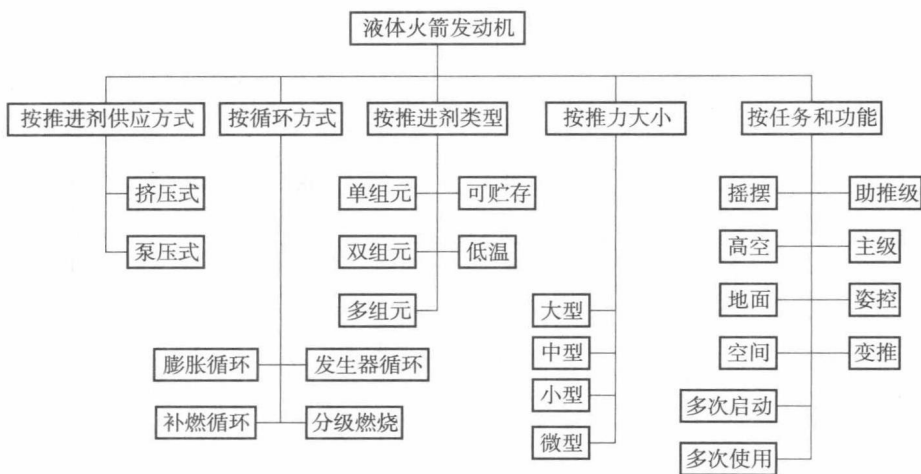 液体火箭发动机
按推进剂供应方式
按循环方式
按推进剂类型
按推力大小
按任务和功能
挤压式
泵压式
膨胀循环
发生器循环
补燃循环
分级燃烧
单组元
可贮存
双组元
低温
多组元
大型
中型
小型
微型
摇摆
助推级
高空
主级
地面
姿控
空间
变推
多次启动
多次使用